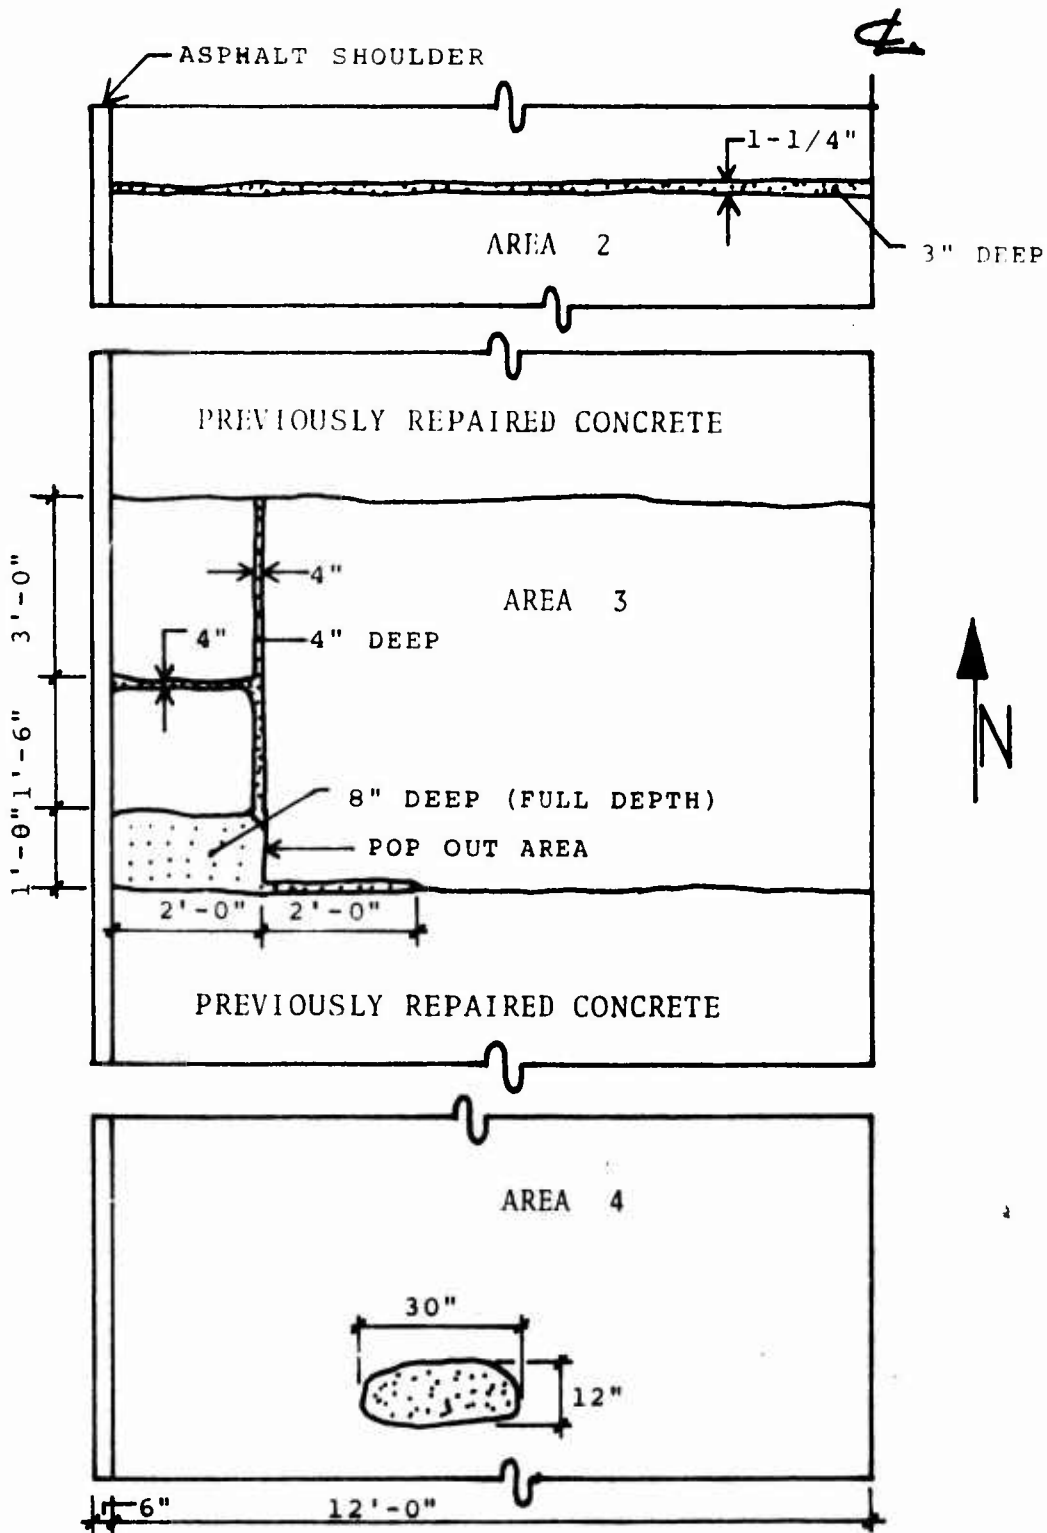 ℄
ASPHALT SHOULDER
1-1/4"
AREA 2
3" DEEP
PREVIOUSLY REPAIRED CONCRETE
3'-0"
4"
AREA 3
4"
4" DEEP
1'-6"
8" DEEP (FULL DEPTH)
1'-0"
POP OUT AREA
2'-0" 2'-0"
N
PREVIOUSLY REPAIRED CONCRETE
AREA 4
30"
12"
6" 12'-0"